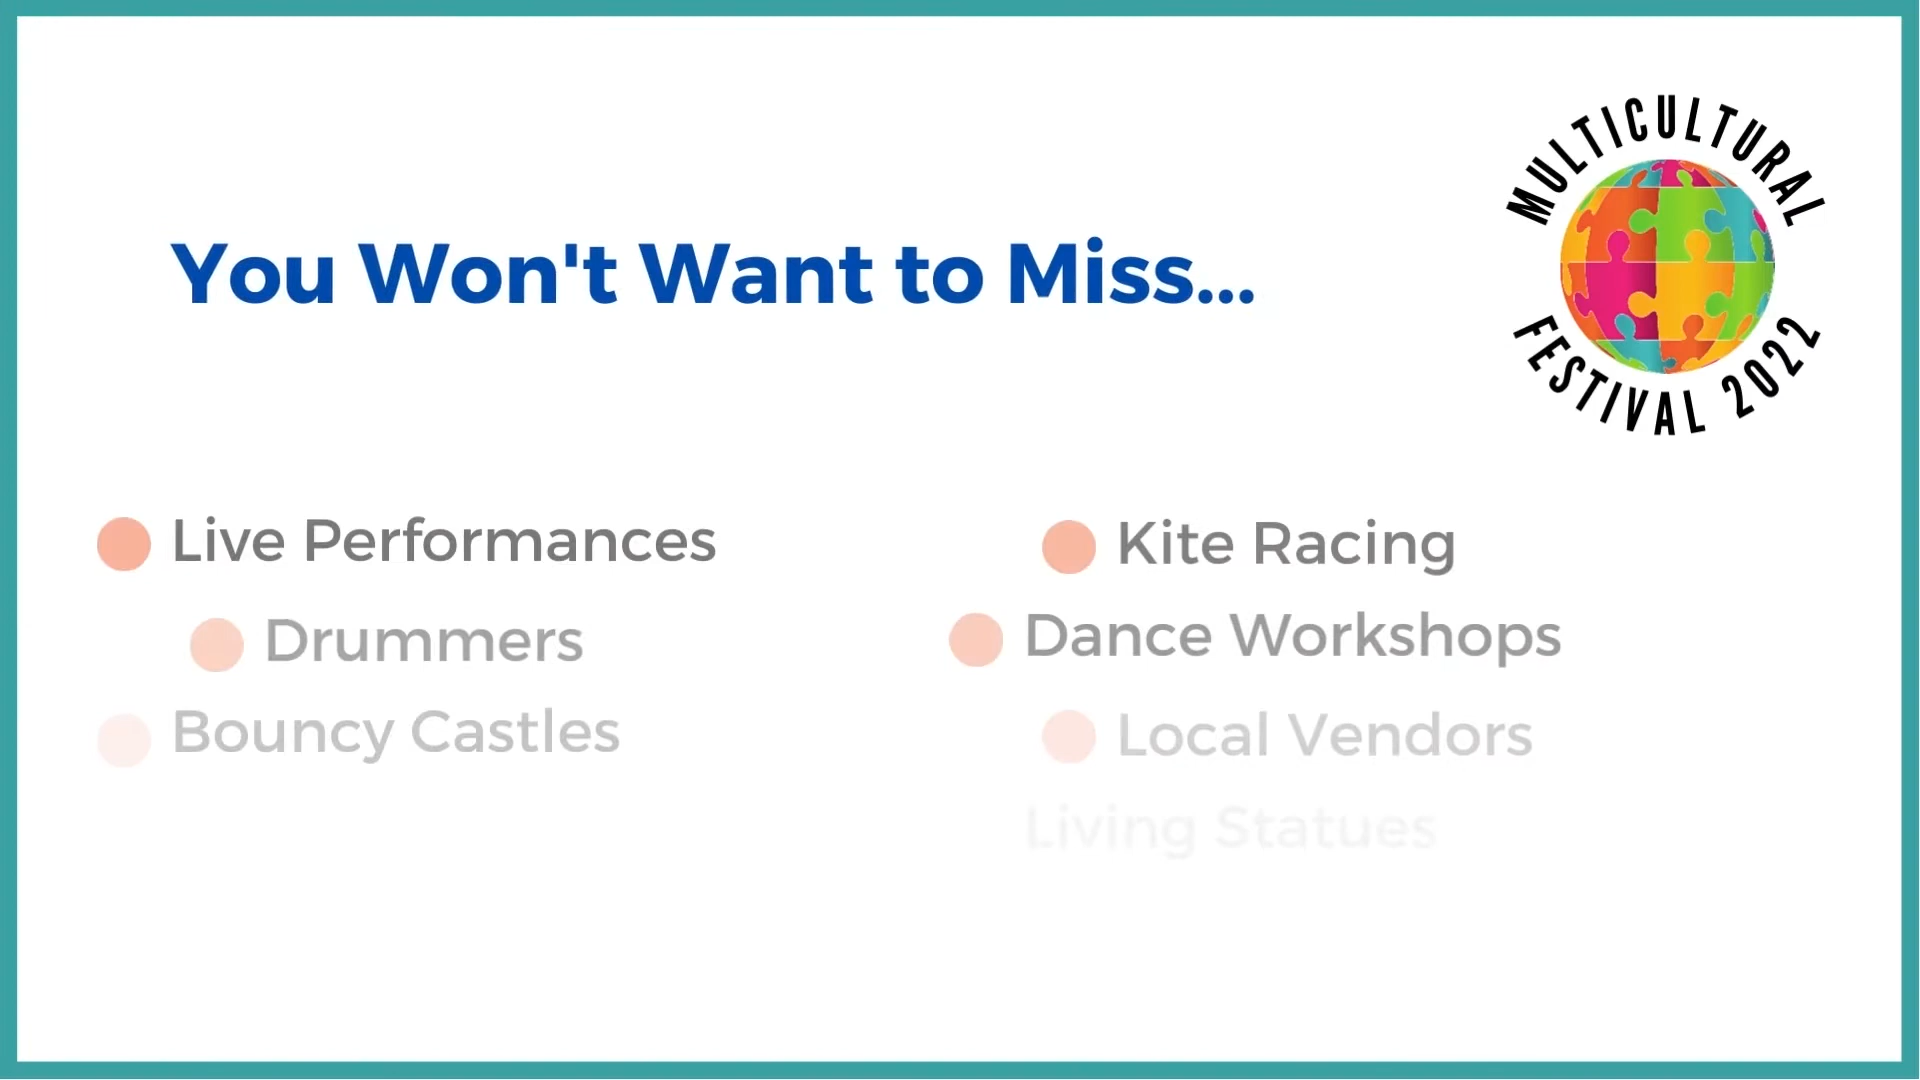 MULTICULTURAL
FESTIVAL 2022
You Won't Want to Miss...
Live Performances
Drummers
Bouncy Castles
Kite Racing
Dance Workshops
Local Vendors
Living Statues